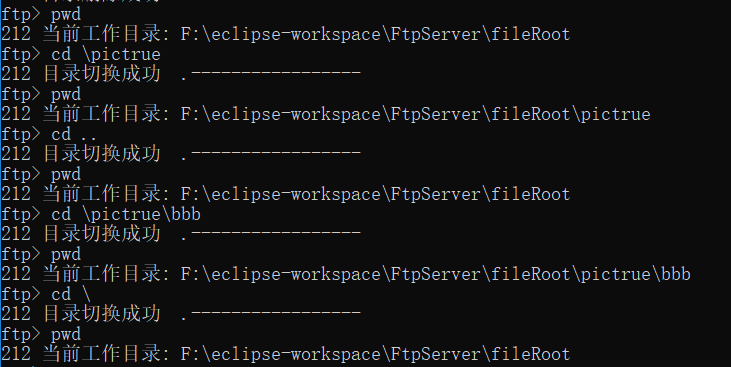 ftp> pwd
212 当前工作目录: F:\eclipse-workspace\FtpServer\fileRoot
ftp> cd \pictrue
212 目录切换成功  .-----------------
ftp> pwd
212 当前工作目录: F:\eclipse-workspace\FtpServer\fileRoot\pictrue
ftp> cd ..
212 目录切换成功  .-----------------
ftp> pwd
212 当前工作目录: F:\eclipse-workspace\FtpServer\fileRoot
ftp> cd \pictrue\bbb
212 目录切换成功  .-----------------
ftp> pwd
212 当前工作目录: F:\eclipse-workspace\FtpServer\fileRoot\pictrue\bbb
ftp> cd \
212 目录切换成功  .-----------------
ftp> pwd
212 当前工作目录: F:\eclipse-workspace\FtpServer\fileRoot